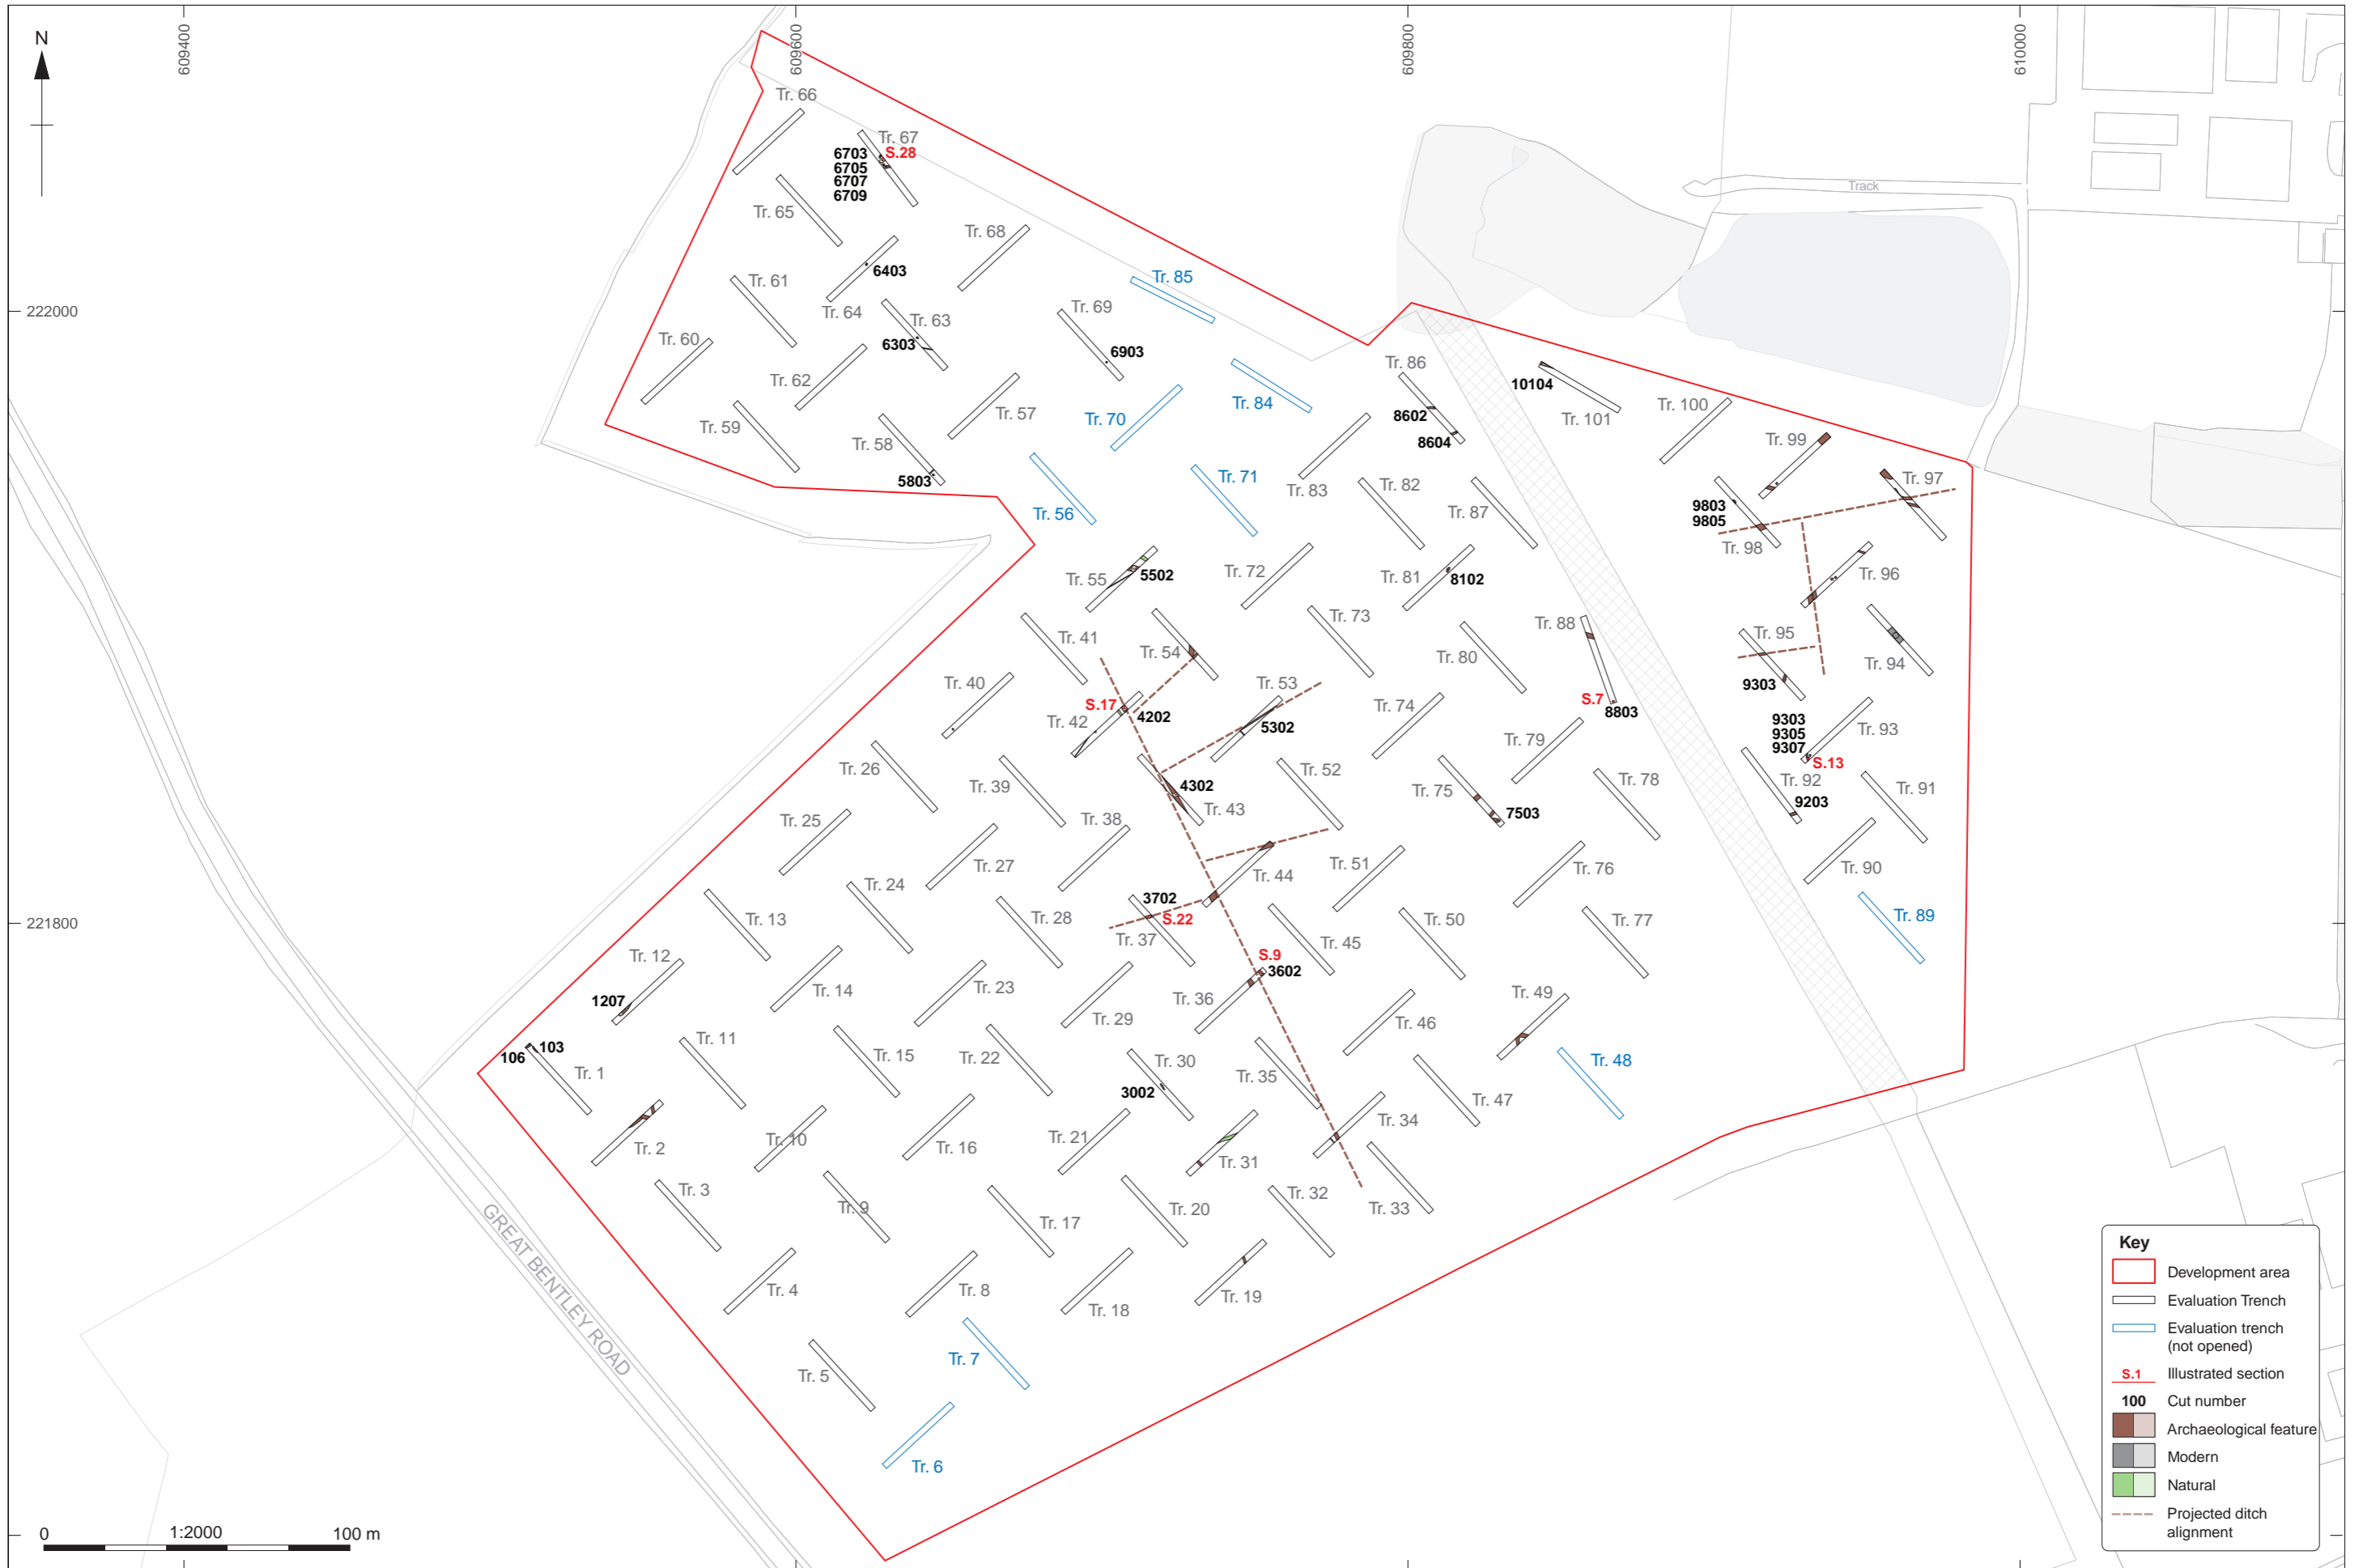 N
609400
609600
609800
610000
Tr. 66
Tr. 67
6703
S.28
6705
6707
6709
Track
Tr. 65
Tr. 68
6403
Tr. 61
Tr. 85
Tr. 64
Tr. 63
Tr. 69
222000
Tr. 60
6303
6903
Tr. 86
Tr. 62
10104
Tr. 84
Tr. 70
Tr. 57
8602
Tr. 101
Tr. 100
Tr. 59
Tr. 58
8604
Tr. 99
5803
Tr. 71
Tr. 83
Tr. 82
Tr. 87
Tr. 97
9803
9805
Tr. 56
Tr. 98
Tr. 55
5502
Tr. 72
Tr. 81
8102
Tr. 96
Tr. 41
Tr. 54
Tr. 73
Tr. 80
Tr. 88
Tr. 95
Tr. 94
Tr. 40
Tr. 53
9303
S.17
S.7
Tr. 42
4202
5302
Tr. 74
8803
9303
9305
9307
Tr. 93
Tr. 79
Tr. 26
Tr. 39
4302
Tr. 52
S.13
Tr. 43
Tr. 75
7503
Tr. 78
Tr. 92
9203
Tr. 91
Tr. 25
Tr. 38
Tr. 27
Tr. 51
Tr. 76
Tr. 90
Tr. 44
Tr. 24
3702
S.22
Tr. 13
Tr. 28
Tr. 37
Tr. 50
Tr. 77
Tr. 89
221800
Tr. 45
Tr. 12
S.9
3602
1207
Tr. 14
Tr. 23
Tr. 29
Tr. 36
Tr. 46
Tr. 49
106
103
Tr. 11
Tr. 15
Tr. 22
Tr. 30
Tr. 35
Tr. 48
Tr. 1
3002
Tr. 47
Tr. 2
Tr. 10
Tr. 16
Tr. 21
Tr. 31
Tr. 34
Tr. 3
Tr. 9
Tr. 17
Tr. 20
Tr. 32
Tr. 33
GREAT BENTLEY ROAD
Tr. 4
Tr. 8
Tr. 18
Tr. 19
Tr. 5
Tr. 7
Tr. 6
0 1:2000 100 m
Key
Development area
Evaluation Trench
Evaluation trench
(not opened)
S.1 Illustrated section
100 Cut number
Archaeological feature
Modern
Natural
Projected ditch
alignment